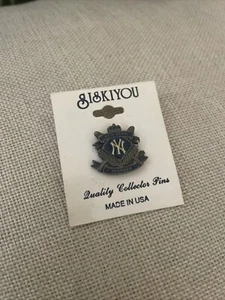 SISKIYOU
NY
Quality Collector Pins
MADE IN USA